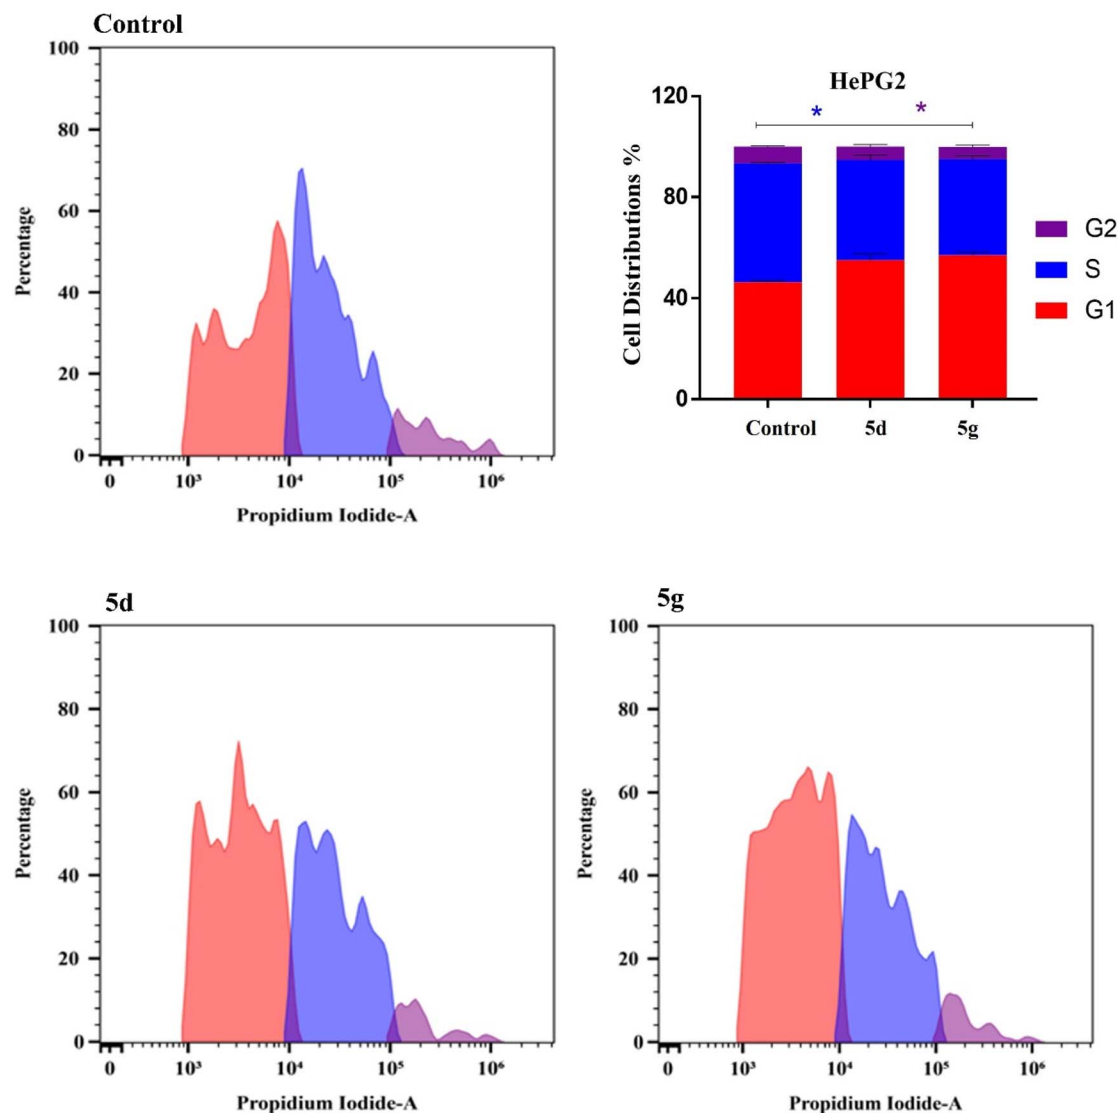 Control
100
80
60
40
20
0
Percentage
0 10³ 10⁴ 10⁵ 10⁶
Propidium Iodide-A
HePG2
* *
120
80
40
0
Cell Distributions %
Control 5d 5g
G2
S
G1
5d
100
80
60
40
20
0
Percentage
0 10³ 10⁴ 10⁵ 10⁶
Propidium Iodide-A
5g
100
80
60
40
20
0
Percentage
0 10³ 10⁴ 10⁵ 10⁶
Propidium Iodide-A